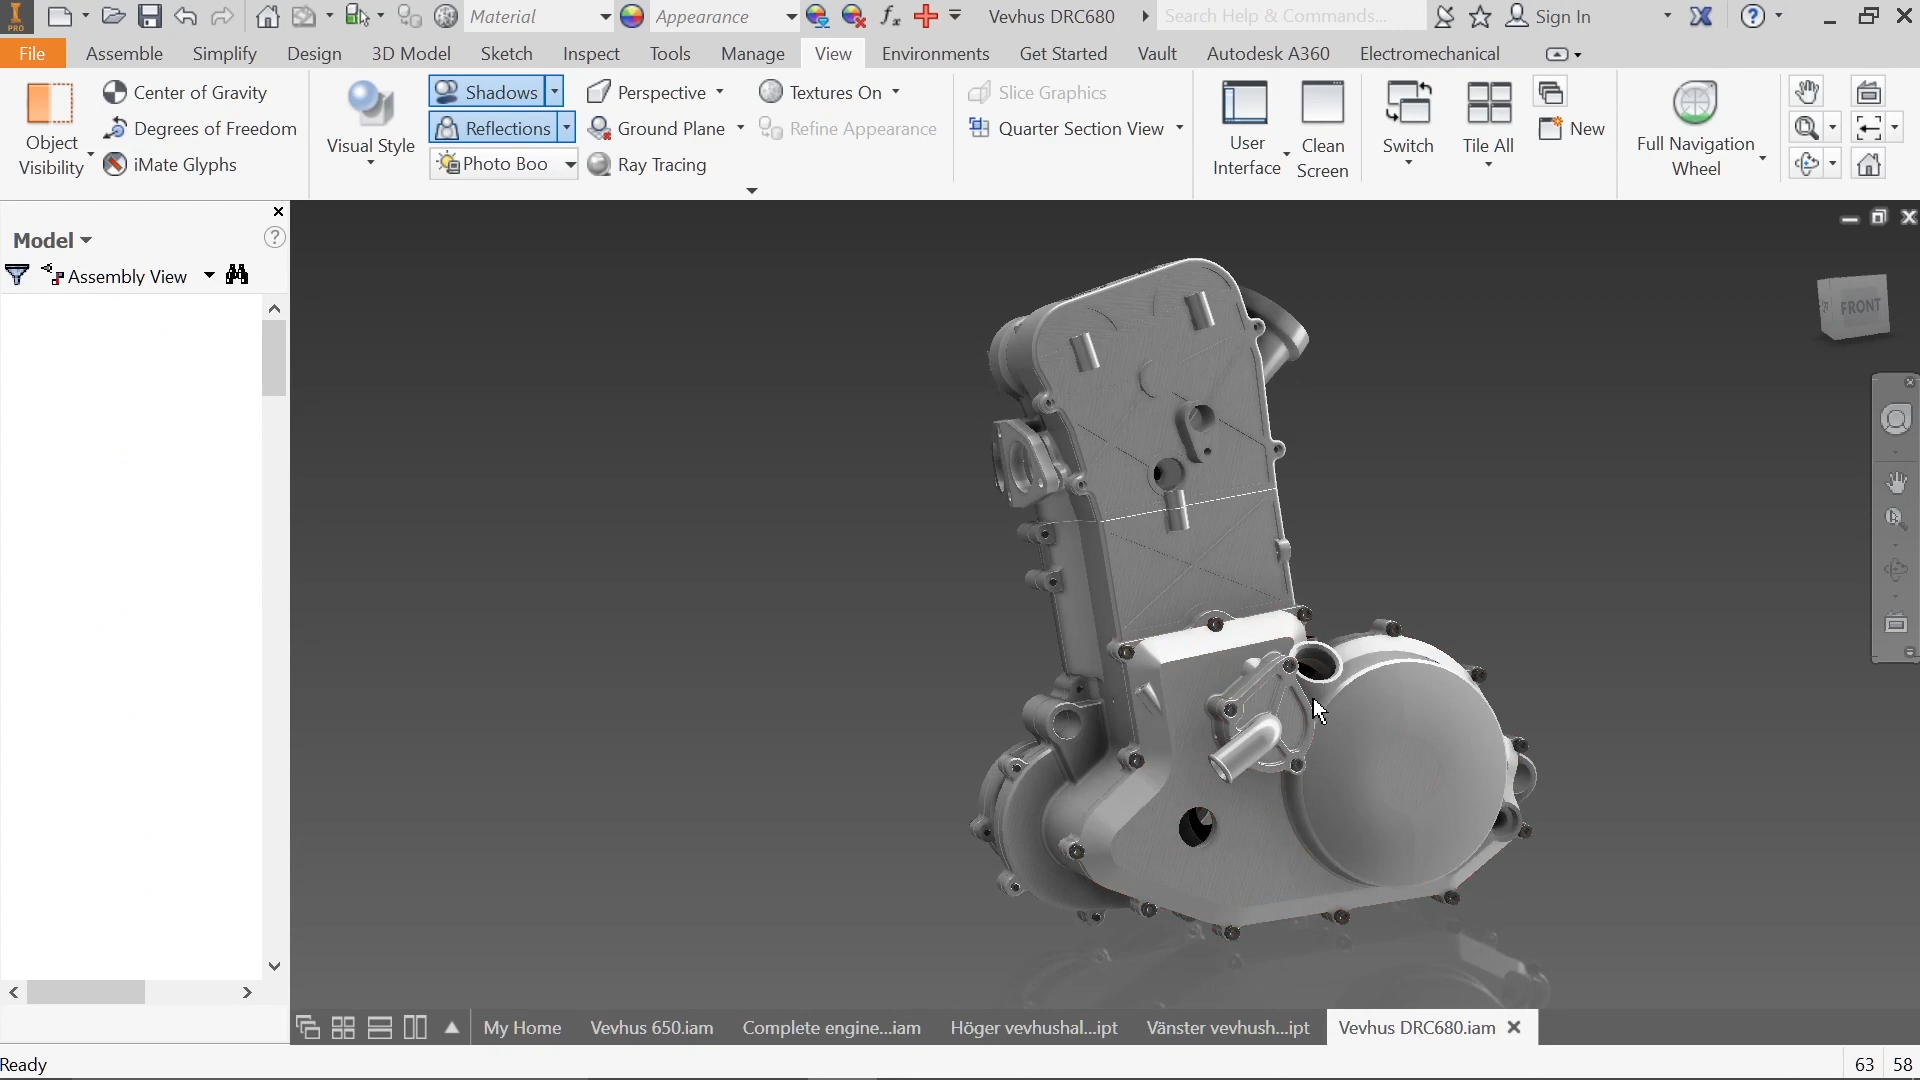 PRO
Material
Appearance
Vevhus DRC680
Search Help & Commands...
Sign In
File
Assemble
Simplify
Design
3D Model
Sketch
Inspect
Tools
Manage
View
Environments
Get Started
Vault
Autodesk A360
Electromechanical
Object
Visibility
Center of Gravity
Degrees of Freedom
iMate Glyphs
Visual Style
Shadows
Reflections
Photo Boo
Perspective
Ground Plane
Ray Tracing
Textures On
Refine Appearance
Slice Graphics
Quarter Section View
User
Interface
Clean
Screen
Switch
Tile All
New
Full Navigation
Wheel
Model
Assembly View
FRONT
My Home
Vevhus 650.iam
Complete engine...iam
Höger vevhushal...ipt
Vänster vevhush...ipt
Vevhus DRC680.iam
Ready
63
58